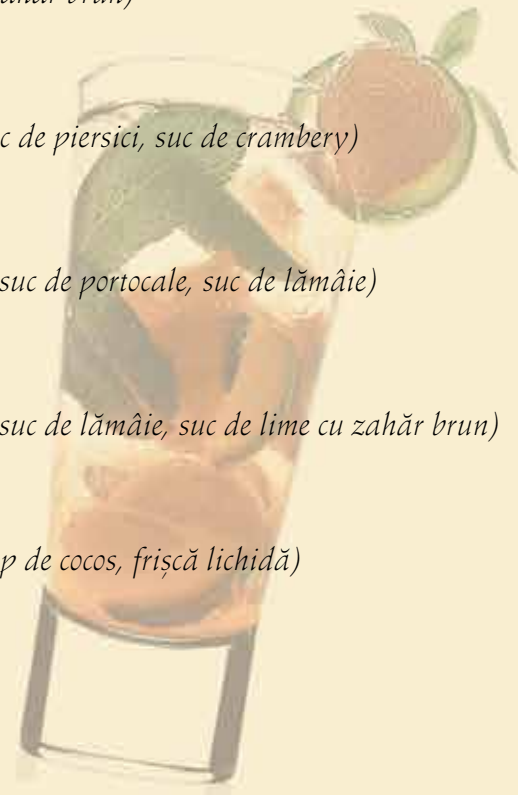 de piersici, suc de crambery)
suc de portocale, suc de lămâie)
suc de lămâie, suc de lime cu zahăr brun)
de cocos, frișcă lichidă)